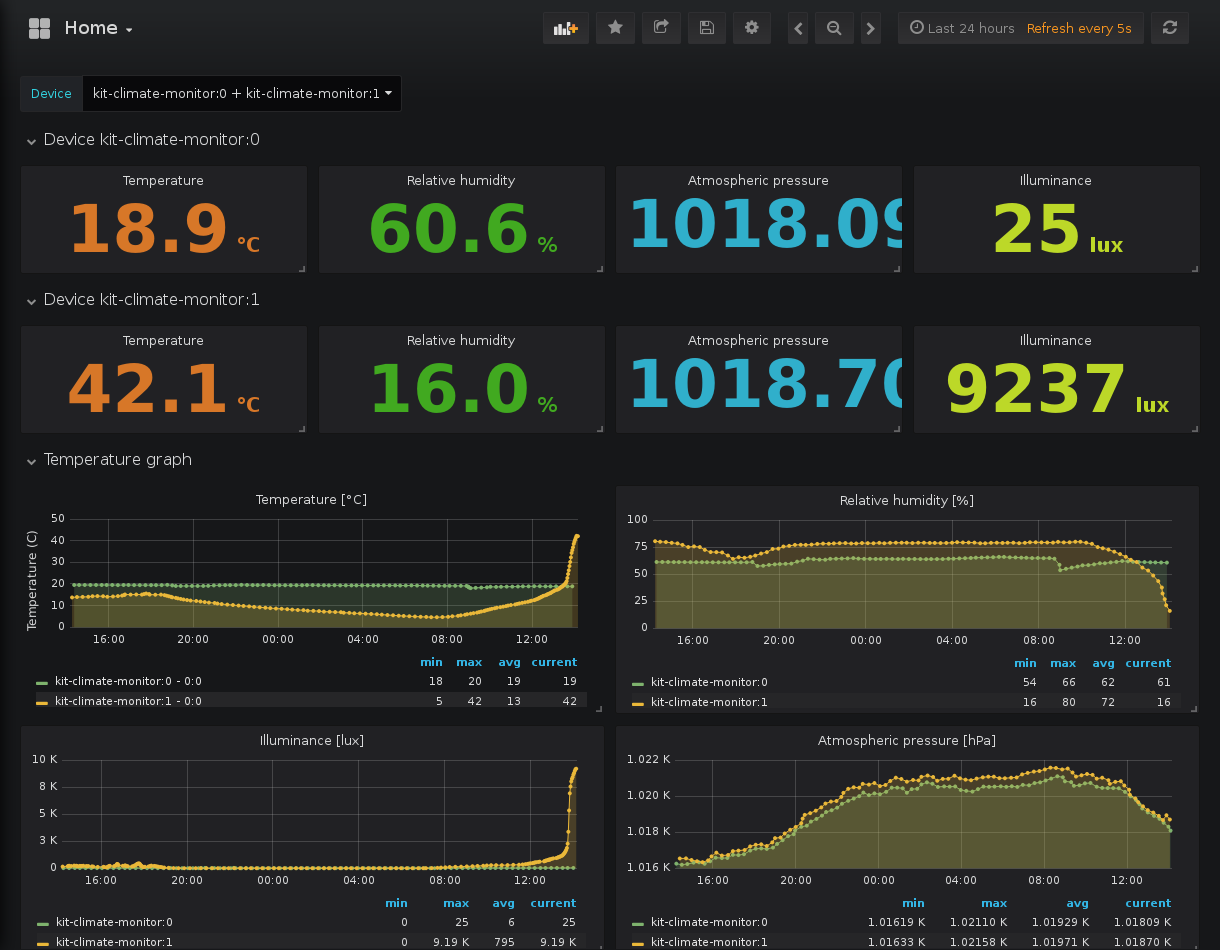 Home
Last 24 hours Refresh every 5s
Device kit-climate-monitor:0 + kit-climate-monitor:1
Device kit-climate-monitor:0
Temperature Relative humidity Atmospheric pressure Illuminance
18.9 °C 60.6 % 1018.09 25 lux
Device kit-climate-monitor:1
Temperature Relative humidity Atmospheric pressure Illuminance
42.1 °C 16.0 % 1018.70 9237 lux
Temperature graph
Temperature [°C]
Temperature (C)
50
40
30
20
10
0
16:00 20:00 00:00 04:00 08:00 12:00
min max avg current
kit-climate-monitor:0 - 0:0 18 20 19 19
kit-climate-monitor:1 - 0:0 5 42 13 42
Relative humidity [%]
100
75
50
25
0
16:00 20:00 00:00 04:00 08:00 12:00
min max avg current
kit-climate-monitor:0 54 66 62 61
kit-climate-monitor:1 16 80 72 16
Illuminance [lux]
10 K
8 K
5 K
3 K
0
16:00 20:00 00:00 04:00 08:00 12:00
min max avg current
kit-climate-monitor:0 0 25 6 25
kit-climate-monitor:1 0 9.19 K 795 9.19 K
Atmospheric pressure [hPa]
1.022 K
1.020 K
1.018 K
1.016 K
16:00 20:00 00:00 04:00 08:00 12:00
min max avg current
kit-climate-monitor:0 1.01619 K 1.02110 K 1.01929 K 1.01809 K
kit-climate-monitor:1 1.01633 K 1.02158 K 1.01971 K 1.01870 K